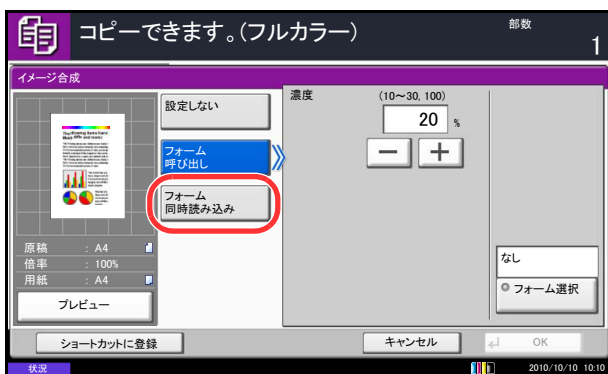 コピーできます。(フルカラー)
部数
1
イメージ合成
設定しない
フォーム
呼び出し
フォーム
同時読み込み
濃度
(10～30, 100)
20 %
なし
フォーム選択
原稿 : A4
倍率 : 100%
用紙 : A4
プレビュー
ショートカットに登録
キャンセル
OK
状況
2010/10/10 10:10